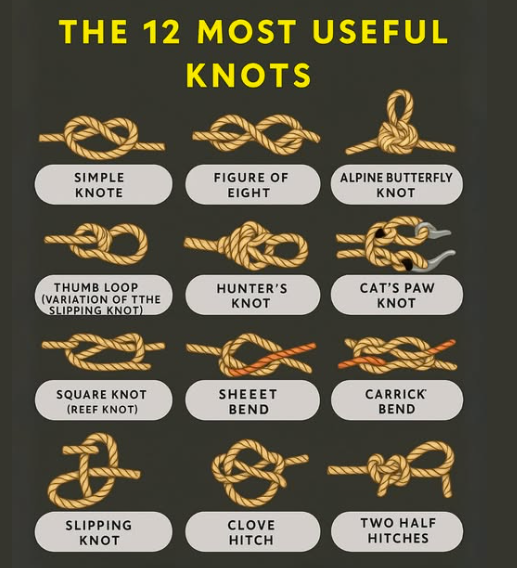 THE 12 MOST USEFUL
KNOTS
SIMPLE
KNOTE
FIGURE OF
EIGHT
ALPINE BUTTERFLY
KNOT
THUMB LOOP
(VARIATION OF TTHE
SLIPPING KNOT)
HUNTER'S
KNOT
CAT'S PAW
KNOT
SQUARE KNOT
(REEF KNOT)
SHEEET
BEND
CARRICK
BEND
SLIPPING
KNOT
CLOVE
HITCH
TWO HALF
HITCHES